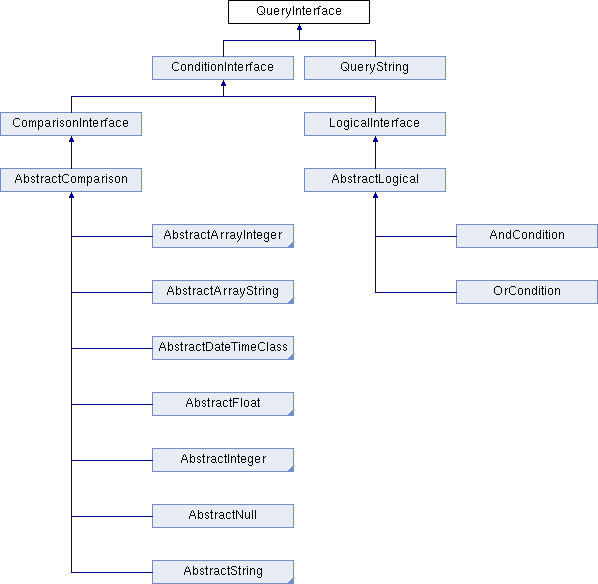 QueryInterface
ConditionInterface
QueryString
ComparisonInterface
LogicalInterface
AbstractComparison
AbstractLogical
AbstractArrayInteger
AndCondition
AbstractArrayString
OrCondition
AbstractDateTimeClass
AbstractFloat
AbstractInteger
AbstractNull
AbstractString